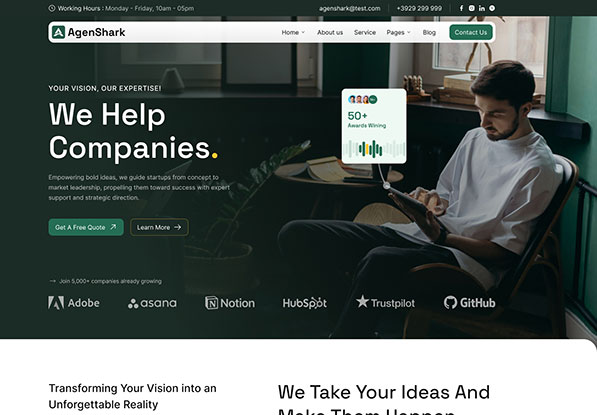 Working Hours : Monday - Friday, 10am - 05pm
agenshark@test.com
+3929 299 999
AgenShark
Home
About us
Service
Pages
Blog
Contact Us
YOUR VISION, OUR EXPERTISE!
We Help
Companies.
50+
Awards Wining
Empowering bold ideas, we guide startups from concept to
market leadership, propelling them toward success with expert
support and strategic direction.
Get A Free Quote
Learn More
Join 5,000+ companies already growing
Adobe
asana
Notion
HubSpot
Trustpilot
GitHub
Transforming Your Vision into an
Unforgettable Reality
We Take Your Ideas And
Make Them Happen